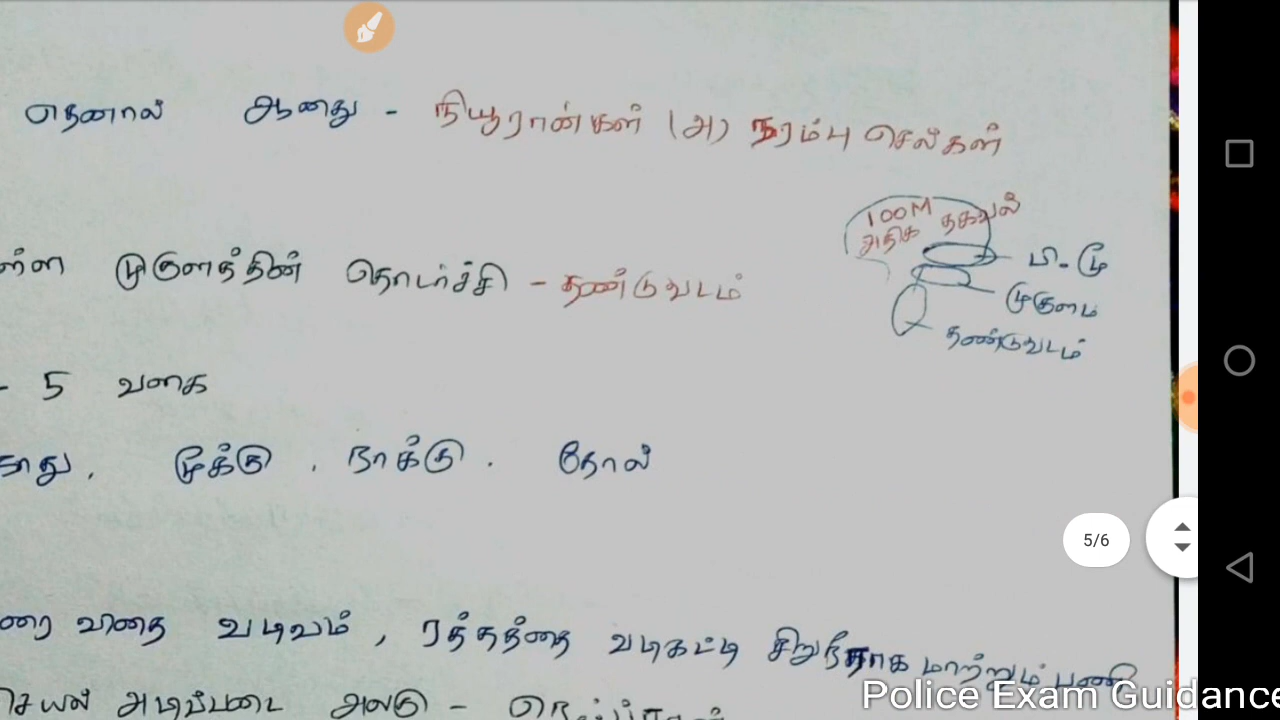 எதனால் ஆனது - நியூரான்கள் (அ) நரம்பு செல்கள்
100M தகவல்
அதிக
முகுளத்தின் தொடர்ச்சி - தண்டுவடம்
பி.மூ
முகுளம்
தண்டுவடம்
- 5 வகை
காது, மூக்கு, நாக்கு, தோல்
5/6
விதை வடிவம், ரத்தத்தை வடிகட்டி சிறுநீராக மாற்றும் பணி
செயல் அடிப்படை அலகு - நெஃப்ரான்
Police Exam Guidance